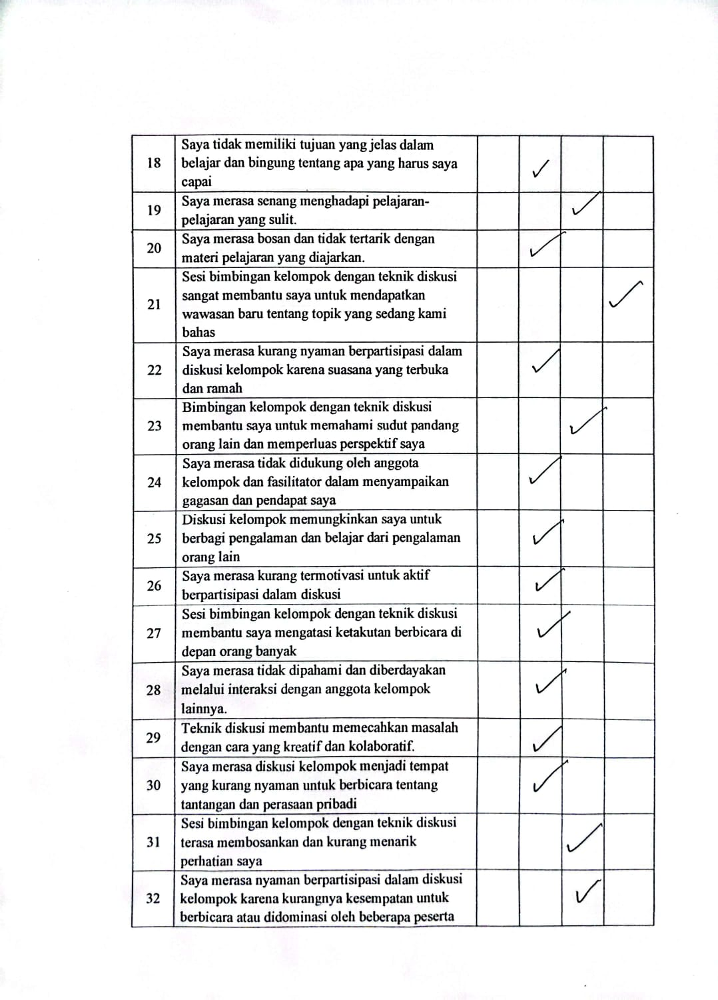 Saya tidak memiliki tujuan yang jelas dalam
18 belajar dan bingung tentang apa yang harus saya ✓
capai
19 Saya merasa senang menghadapi pelajaran- ✓
pelajaran yang sulit.
20 Saya merasa bosan dan tidak tertarik dengan ✓
materi pelajaran yang diajarkan.
Sesi bimbingan kelompok dengan teknik diskusi
sangat membantu saya untuk mendapatkan ✓
21 wawasan baru tentang topik yang sedang kami
bahas
Saya merasa kurang nyaman berpartisipasi dalam
22 diskusi kelompok karena suasana yang terbuka ✓
dan ramah
Bimbingan kelompok dengan teknik diskusi
23 membantu saya untuk memahami sudut pandang ✓
orang lain dan memperluas perspektif saya
Saya merasa tidak didukung oleh anggota
24 kelompok dan fasilitator dalam menyampaikan ✓
gagasan dan pendapat saya
Diskusi kelompok memungkinkan saya untuk
25 berbagi pengalaman dan belajar dari pengalaman ✓
orang lain
26 Saya merasa kurang termotivasi untuk aktif ✓
berpartisipasi dalam diskusi
Sesi bimbingan kelompok dengan teknik diskusi
27 membantu saya mengatasi ketakutan berbicara di ✓
depan orang banyak
Saya merasa tidak dipahami dan diberdayakan
28 melalui interaksi dengan anggota kelompok ✓
lainnya.
29 Teknik diskusi membantu memecahkan masalah ✓
dengan cara yang kreatif dan kolaboratif.
Saya merasa diskusi kelompok menjadi tempat
30 yang kurang nyaman untuk berbicara tentang ✓
tantangan dan perasaan pribadi
Sesi bimbingan kelompok dengan teknik diskusi
31 terasa membosankan dan kurang menarik ✓
perhatian saya
Saya merasa nyaman berpartisipasi dalam diskusi
32 kelompok karena kurangnya kesempatan untuk ✓
berbicara atau didominasi oleh beberapa peserta